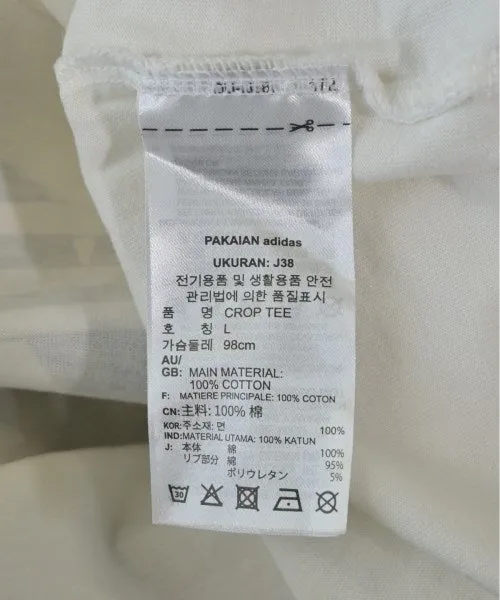 PAKAIAN adidas
UKURAN: J38
전기용품 및 생활용품 안전
관리법에 의한 품질표시
품 명 CROP TEE
호 칭 L
가슴둘레 98cm
AU/
GB: MAIN MATERIAL:
100% COTTON
F: MATIERE PRINCIPALE: 100% COTON
CN: 主料: 100% 棉
KOR: 주소재: 면 100%
IND: MATERIAL UTAMA: 100% KATUN
J: 本体 綿 100%
リブ部分 綿 95%
ポリウレタン 5%
30